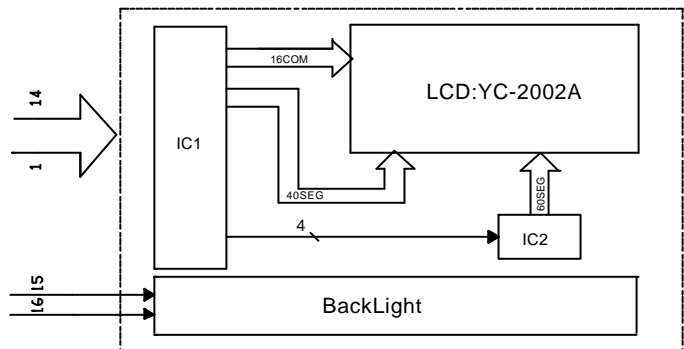 14
1
IC1
16COM
LCD:YC-2002A
40SEG
60SEG
4
IC2
15
16
BackLight